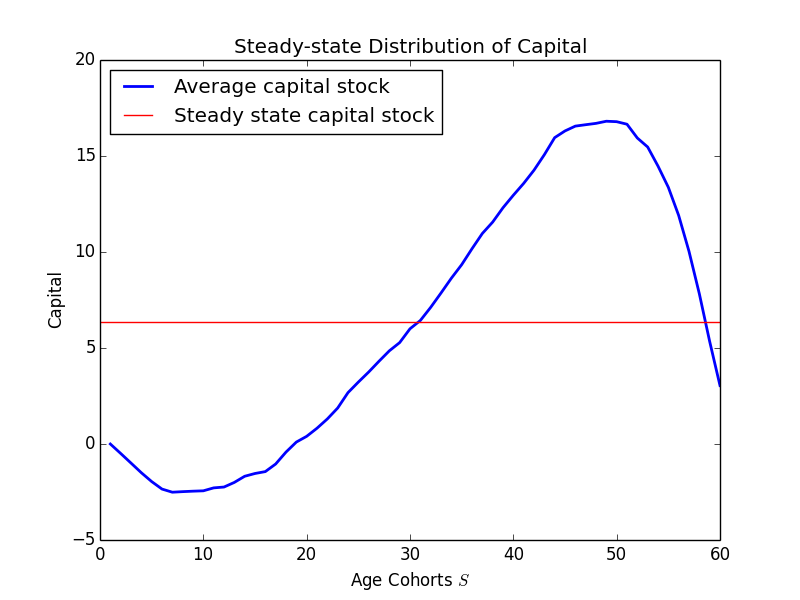 Steady-state Distribution of Capital
20
Average capital stock
Steady state capital stock
15
10
5
0
−5
Capital
0 10 20 30 40 50 60
Age Cohorts S